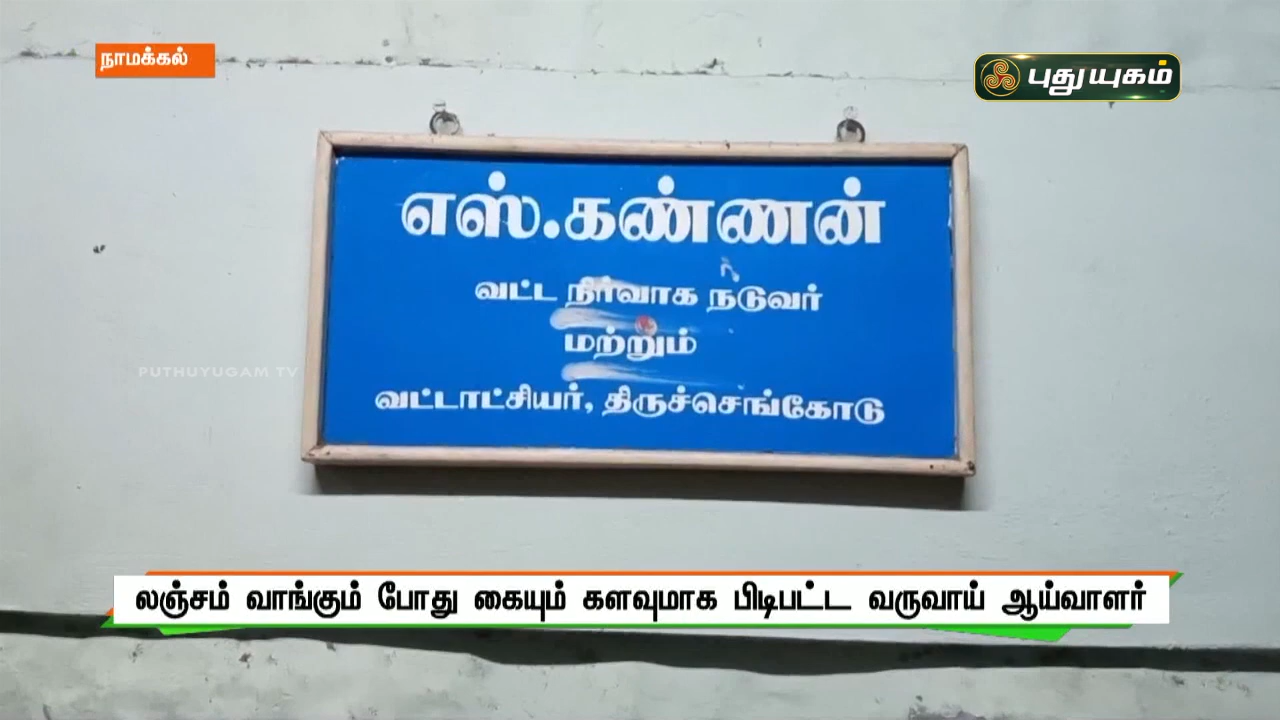 நாமக்கல்
புதுயுகம்
எஸ்.கண்ணன்
வட்ட நிர்வாக நடுவர்
மற்றும்
வட்டாட்சியர், திருச்செங்கோடு
PUTHUYUGAM TV
லஞ்சம் வாங்கும் போது கையும் களவுமாக பிடிபட்ட வருவாய் ஆய்வாளர்